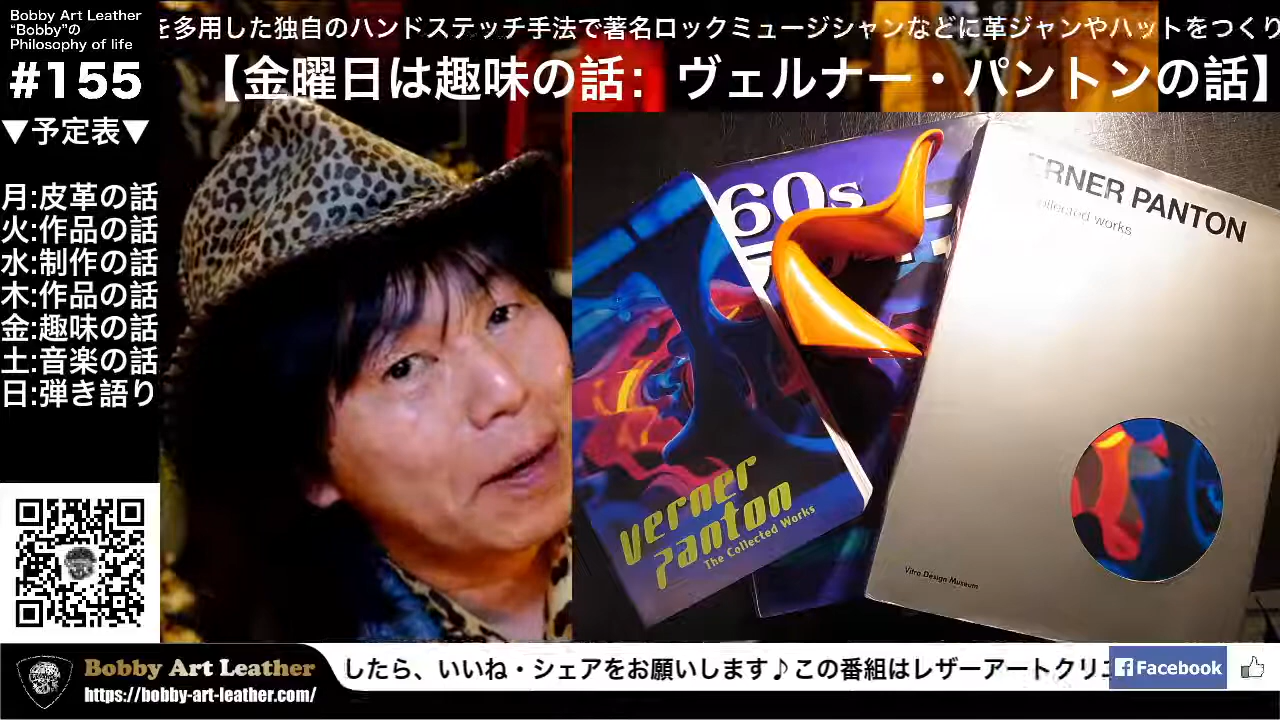 Bobby Art Leather
“Bobby”の
Philosophy of life
#155
を多用した独自のハンドステッチ手法で著名ロックミュージシャンなどに革ジャンやハットをつくり
【金曜日は趣味の話：ヴェルナー・パントンの話】
▼予定表▼
月:皮革の話
火:作品の話
水:制作の話
木:作品の話
金:趣味の話
土:音楽の話
日:弾き語り
60s
verner
panton
The Collected Works
ERNER PANTON
collected works
Vitra Design Museum
Bobby Art Leather
https://bobby-art-leather.com/
したら、いいね・シェアをお願いします♪この番組はレザーアートクリエ
Facebook